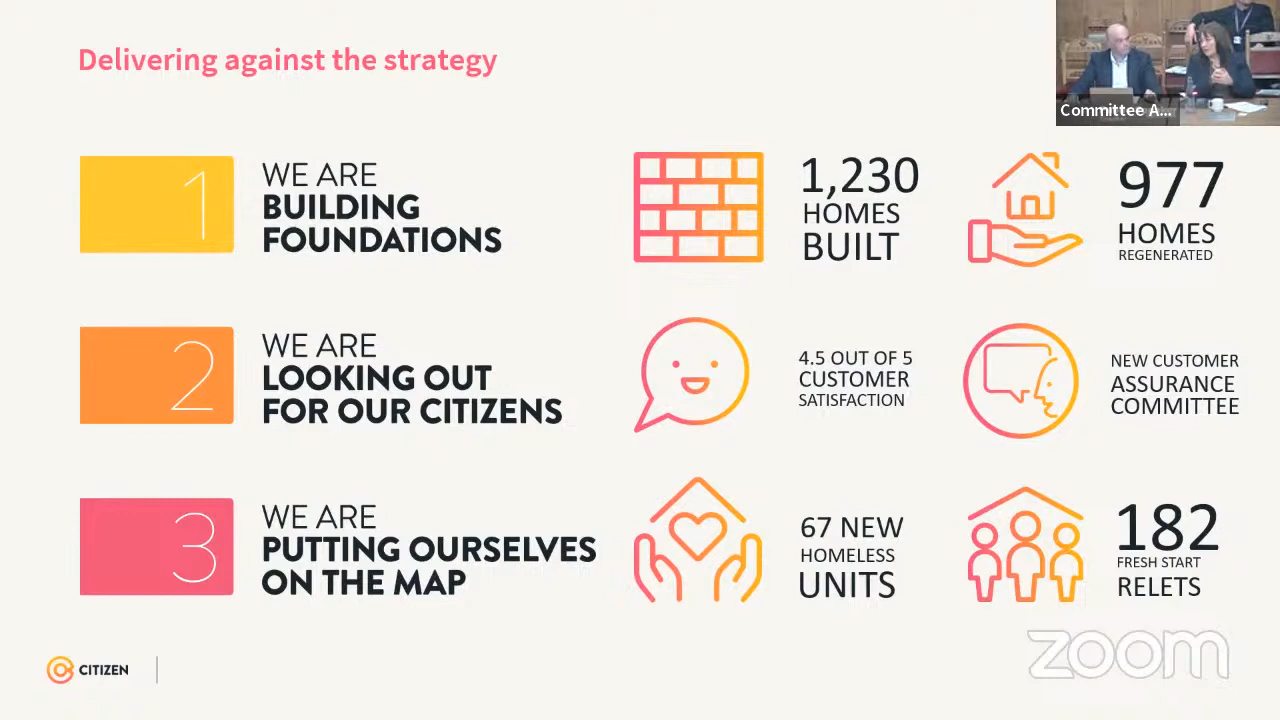 Delivering against the strategy
Committee A...
1
WE ARE
BUILDING
FOUNDATIONS
1,230
HOMES
BUILT
977
HOMES
REGENERATED
2
WE ARE
LOOKING OUT
FOR OUR CITIZENS
4.5 OUT OF 5
CUSTOMER
SATISFACTION
NEW CUSTOMER
ASSURANCE
COMMITTEE
3
WE ARE
PUTTING OURSELVES
ON THE MAP
67 NEW
HOMELESS
UNITS
182
FRESH START
RELETS
CITIZEN
zoom